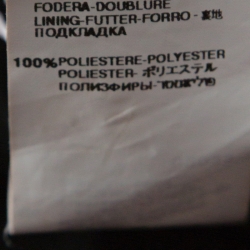 FODERA-DOUBLURE
LINING-FUTTER-FORRO - 裏地
ПОДКЛАДКА
100% POLIESTERE-POLYESTER
POLIESTER- ポリエステル